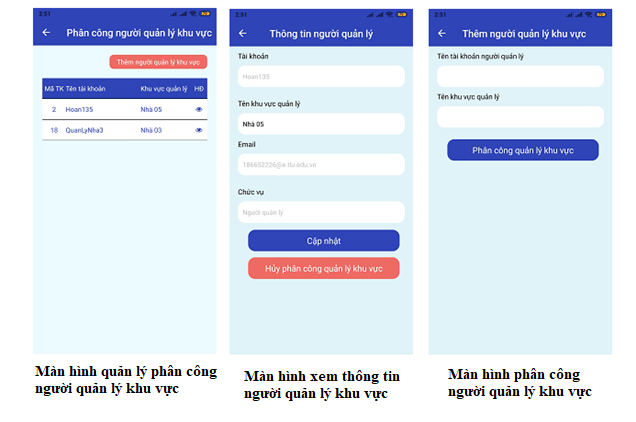 2:51
Phân công người quản lý khu vực
Thêm người quản lý khu vực
Mã TK Tên tài khoản Khu vực quản lý HĐ
2 Hoan135 Nhà 05
18 QuanLyNha3 Nhà 03
Màn hình quản lý phân công
người quản lý khu vực
2:51
Thông tin người quản lý
Tài khoản
Hoan135
Tên khu vực quản lý
Nhà 05
Email
186652226@e.tlu.edu.vn
Chức vụ
Người quản lý
Cập nhật
Hủy phân công quản lý khu vực
Màn hình xem thông tin
người quản lý khu vực
2:51
Thêm người quản lý khu vực
Tên tài khoản người quản lý
Tên khu vực quản lý
Phân công quản lý khu vực
Màn hình phân công
người quản lý khu vực